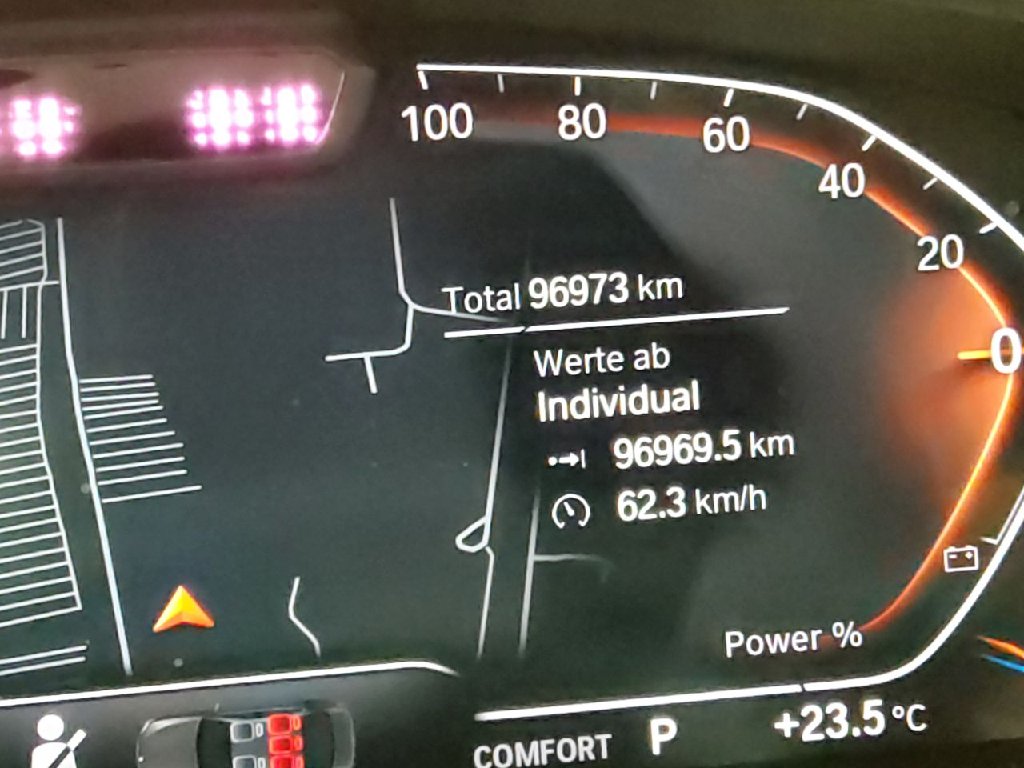 100
80
60
40
20
0
Total 96973 km
Werte ab
Individual
96969.5 km
62.3 km/h
Power %
COMFORT P +23.5 °C